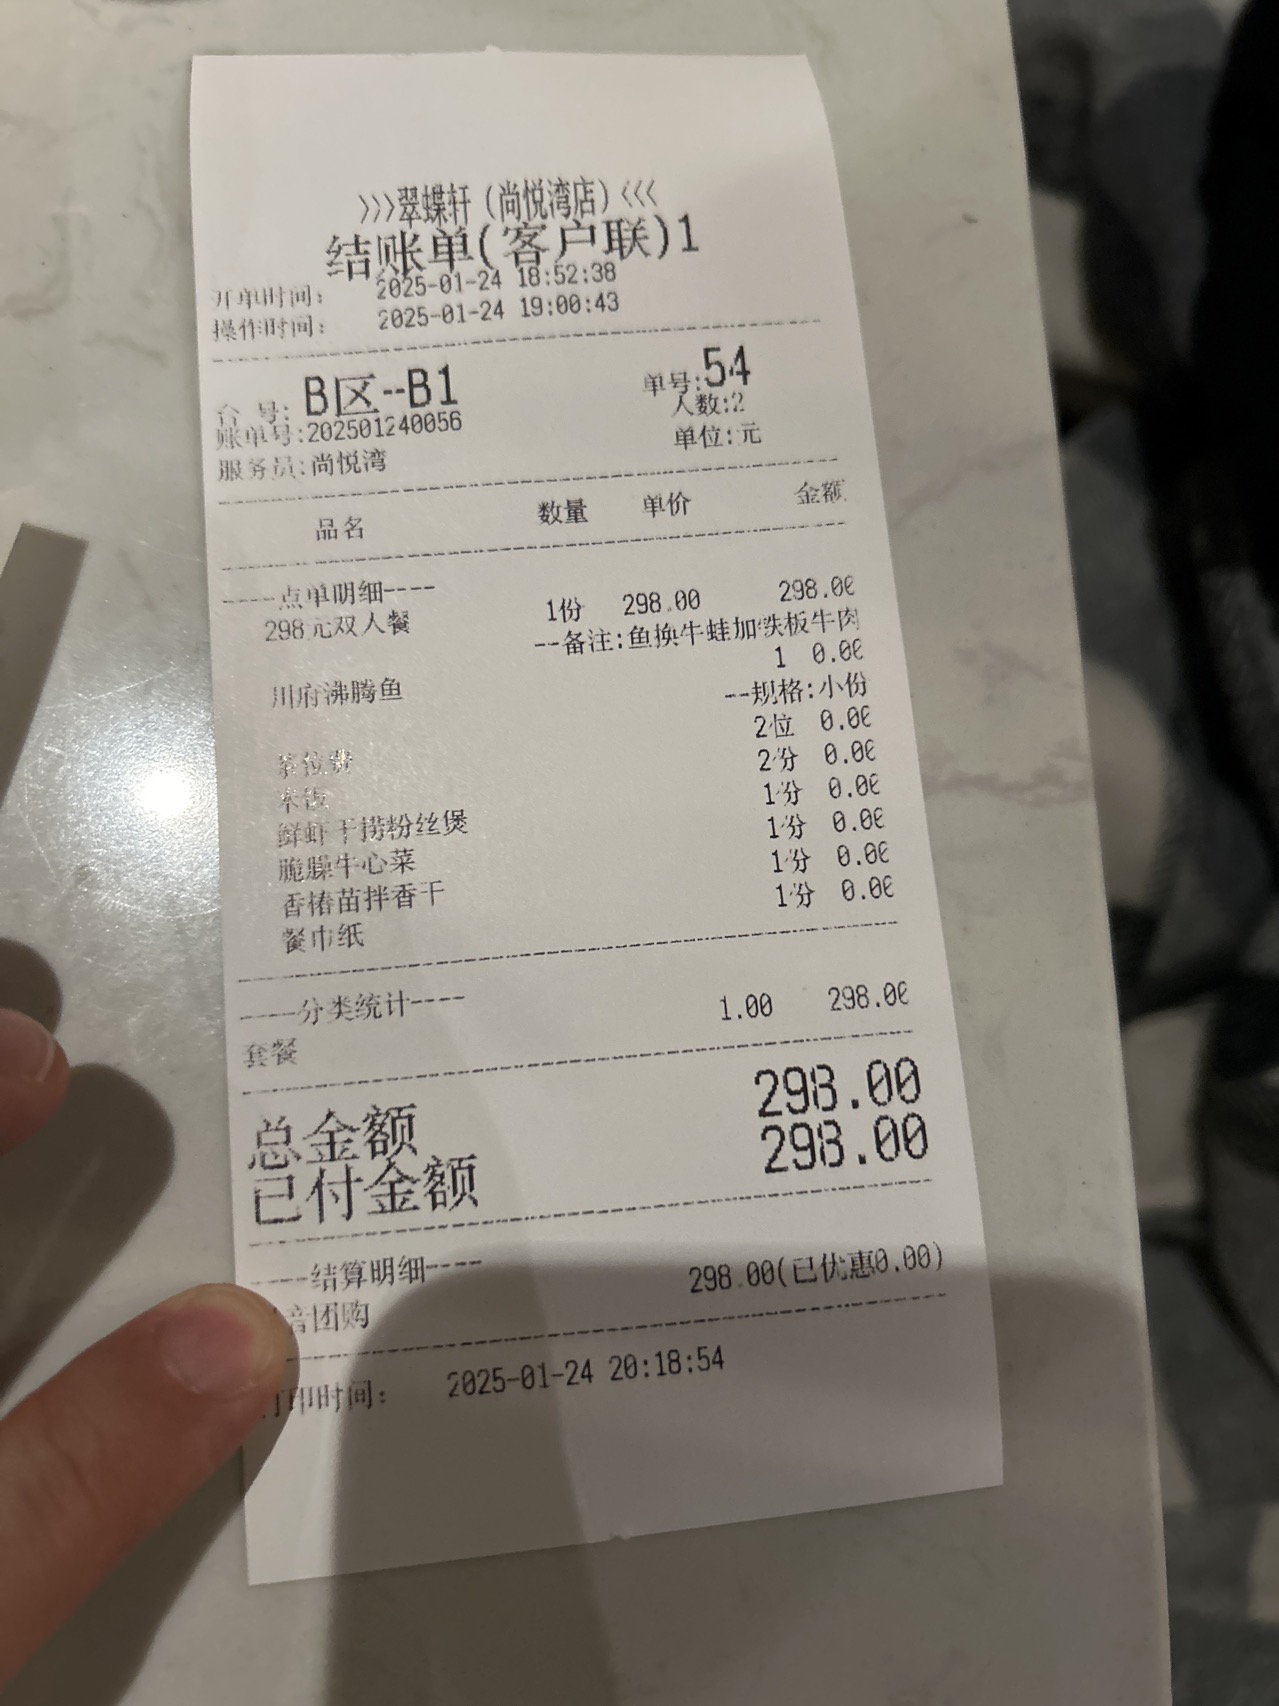 >>>翠蝶轩（尚悦湾店）<<<
结账单(客户联)1
开单时间： 2025-01-24 18:52:38
操作时间： 2025-01-24 19:00:43
台 号: B区--B1 单号:54
账单号:202501240056 人数:2
服务员:尚悦湾 单位:元
品名 数量 单价 金额
----点单明细----
298元双人餐 1份 298.00 298.00
--备注:鱼换牛蛙加铁板牛肉
川府沸腾鱼 1 0.00
--规格:小份
茶位费 2位 0.00
米饭 2分 0.00
鲜虾干捞粉丝煲 1分 0.00
脆臊牛心菜 1分 0.00
香椿苗拌香干 1分 0.00
餐巾纸 1分 0.00
----分类统计----
套餐 1.00 298.00
总金额 298.00
已付金额 298.00
----结算明细----
音团购 298.00(已优惠0.00)
打印时间： 2025-01-24 20:18:54